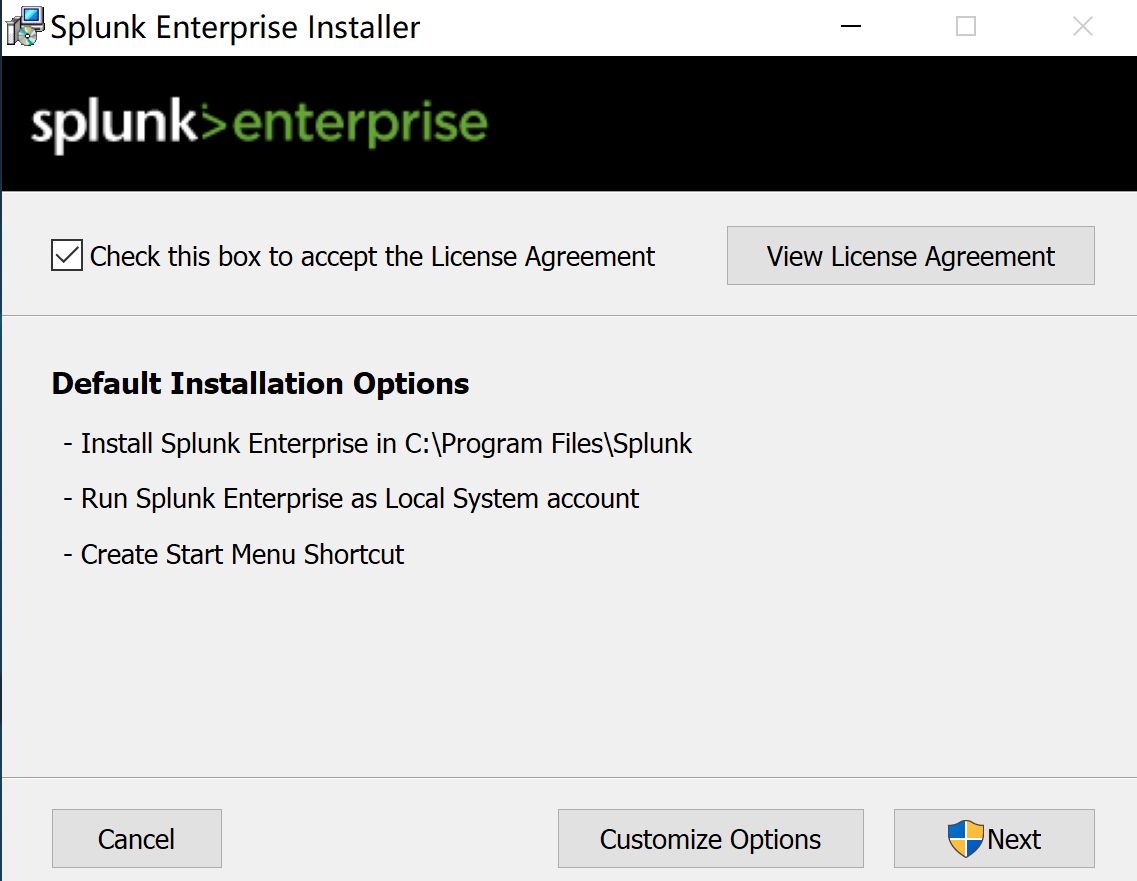 Splunk Enterprise Installer
splunk>enterprise
Check this box to accept the License Agreement
View License Agreement
Default Installation Options
- Install Splunk Enterprise in C:\Program Files\Splunk
- Run Splunk Enterprise as Local System account
- Create Start Menu Shortcut
Cancel
Customize Options
Next